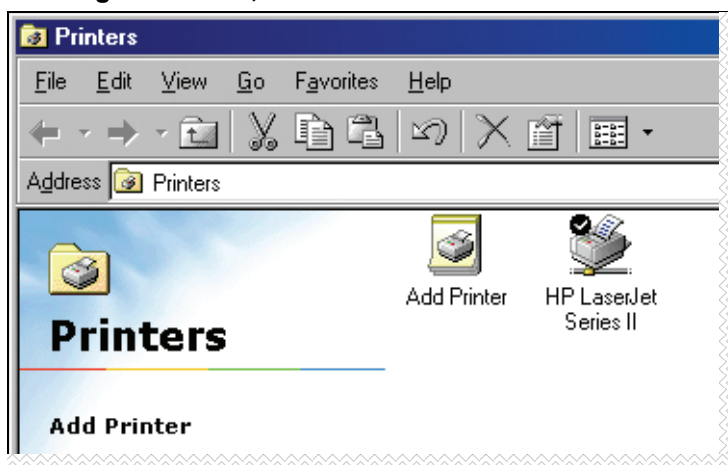 Printers
File Edit View Go Favorites Help
Address Printers
Add Printer HP LaserJet
Series II
Printers
Add Printer